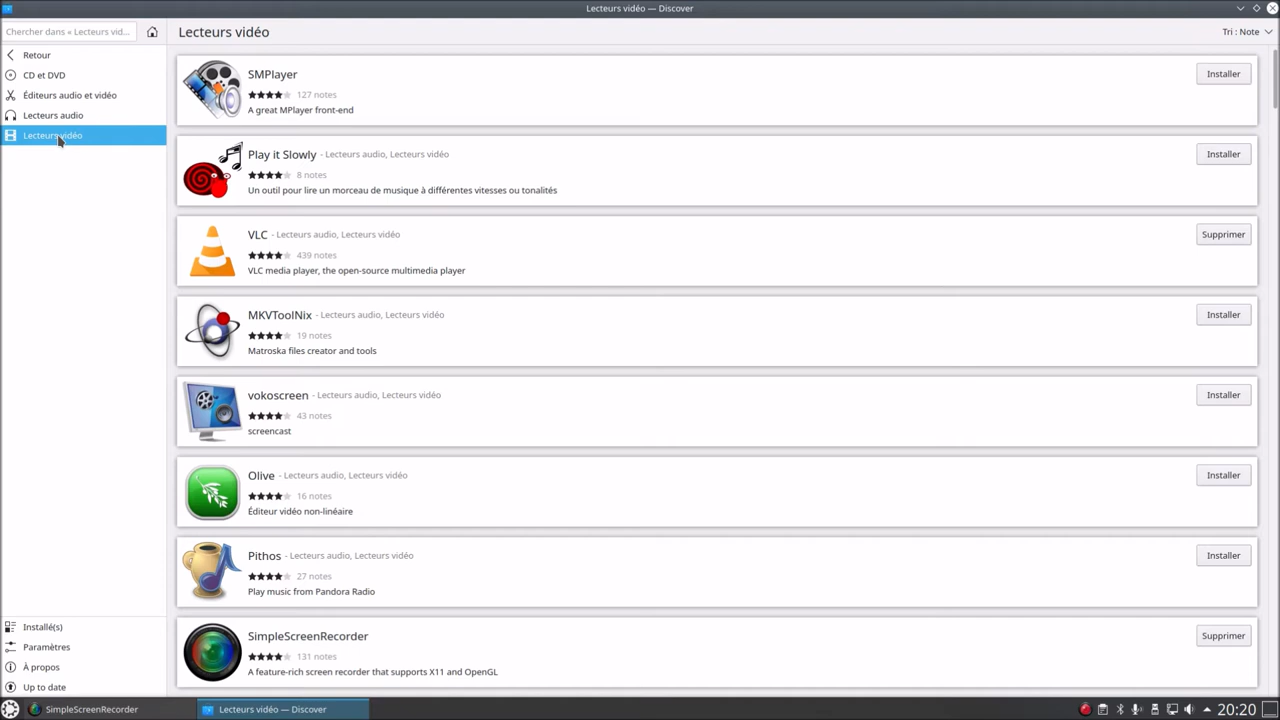 Lecteurs vidéo — Discover
Chercher dans « Lecteurs vid...
Retour
CD et DVD
Éditeurs audio et vidéo
Lecteurs audio
Lecteurs vidéo
Installé(s)
Paramètres
À propos
Up to date
Lecteurs vidéo
Tri : Note
SMPlayer
127 notes
A great MPlayer front-end
Installer
Play it Slowly - Lecteurs audio, Lecteurs vidéo
8 notes
Un outil pour lire un morceau de musique à différentes vitesses ou tonalités
Installer
VLC - Lecteurs audio, Lecteurs vidéo
439 notes
VLC media player, the open-source multimedia player
Supprimer
MKVToolNix - Lecteurs audio, Lecteurs vidéo
19 notes
Matroska files creator and tools
Installer
vokoscreen - Lecteurs audio, Lecteurs vidéo
43 notes
screencast
Installer
Olive - Lecteurs audio, Lecteurs vidéo
16 notes
Éditeur vidéo non-linéaire
Installer
Pithos - Lecteurs audio, Lecteurs vidéo
27 notes
Play music from Pandora Radio
Installer
SimpleScreenRecorder
131 notes
A feature-rich screen recorder that supports X11 and OpenGL
Supprimer
SimpleScreenRecorder
Lecteurs vidéo — Discover
20:20